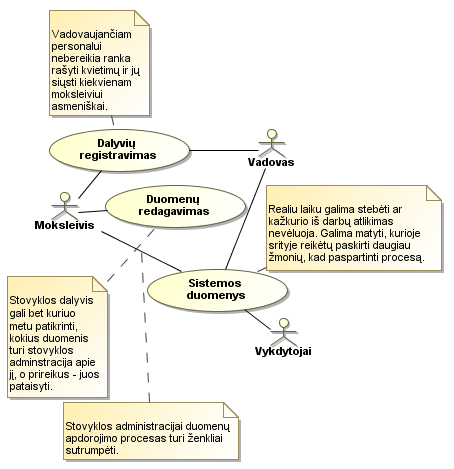 Vadovaujančiam
personalui
nebereikia ranka
rašyti kvietimų ir jų
siųsti kiekvienam
moksleiviui
asmeniškai.
Dalyvių
registravimas
Vadovas
Duomenų
redagavimas
Moksleivis
Realiu laiku galima stebėti ar
kažkurio iš darbų atlikimas
nevėluoja. Galima matyti, kurioje
srityje reikėtų paskirti daugiau
žmonių, kad paspartinti procesą.
Sistemos
duomenys
Stovyklos dalyvis
gali bet kuriuo
metu patikrinti,
kokius duomenis
turi stovyklos
adminstracija apie
jį, o prireikus - juos
pataisyti.
Vykdytojai
Stovyklos administracijai duomenų
apdorojimo procesas turi ženkliai
sutrumpėti.